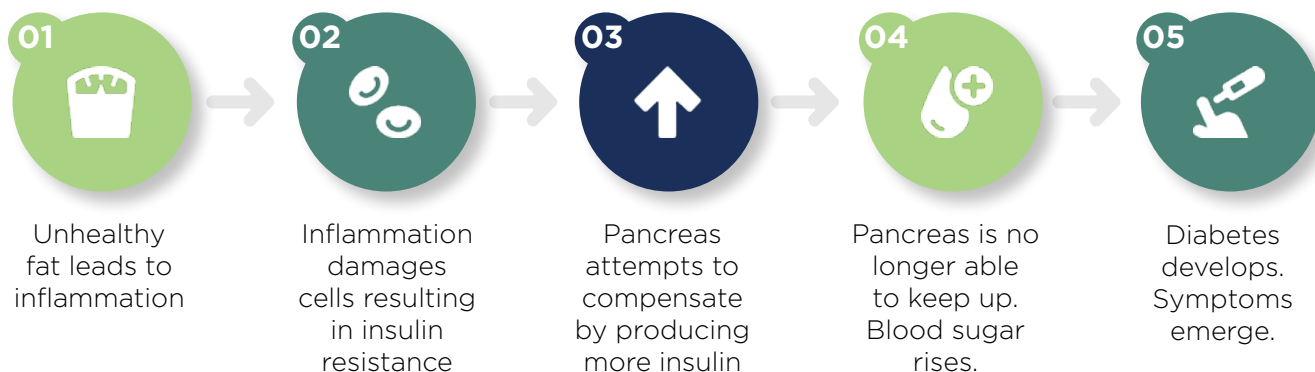 01
Unhealthy
fat leads to
inflammation
02
Inflammation
damages
cells resulting
in insulin
resistance
03
Pancreas
attempts to
compensate
by producing
more insulin
04
Pancreas is no
longer able
to keep up.
Blood sugar
rises.
05
Diabetes
develops.
Symptoms
emerge.